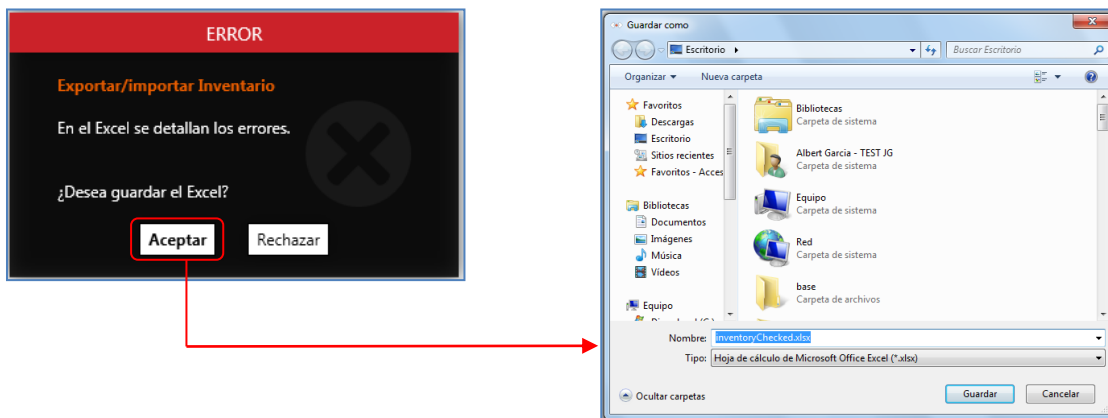 ERROR
Exportar/importar Inventario
En el Excel se detallan los errores.
¿Desea guardar el Excel?
Aceptar
Rechazar
Guardar como
Escritorio
Buscar Escritorio
Organizar
Nueva carpeta
Favoritos
Descargas
Escritorio
Sitios recientes
Favoritos - Acces
Bibliotecas
Documentos
Imágenes
Música
Vídeos
Equipo
Bibliotecas
Carpeta de sistema
Albert Garcia - TEST JG
Carpeta de sistema
Equipo
Carpeta de sistema
Red
Carpeta de sistema
base
Carpeta de archivos
Nombre: inventoryChecked.xlsx
Tipo: Hoja de cálculo de Microsoft Office Excel (*.xlsx)
Ocultar carpetas
Guardar
Cancelar